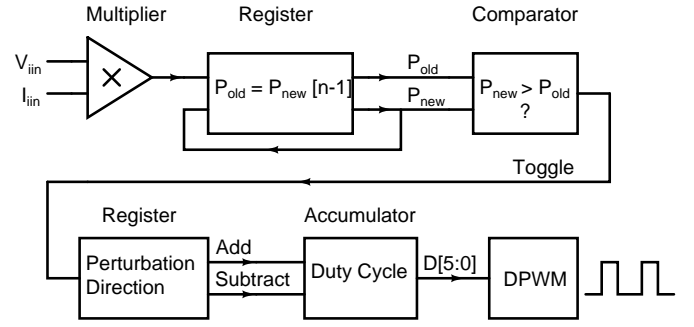 Multiplier
Register
Comparator
V_iin
I_iin
×
P_old = P_new [n-1]
P_old
P_new
P_new > P_old
?
Toggle
Register
Accumulator
Perturbation
Direction
Add
Subtract
Duty Cycle
D[5:0]
DPWM